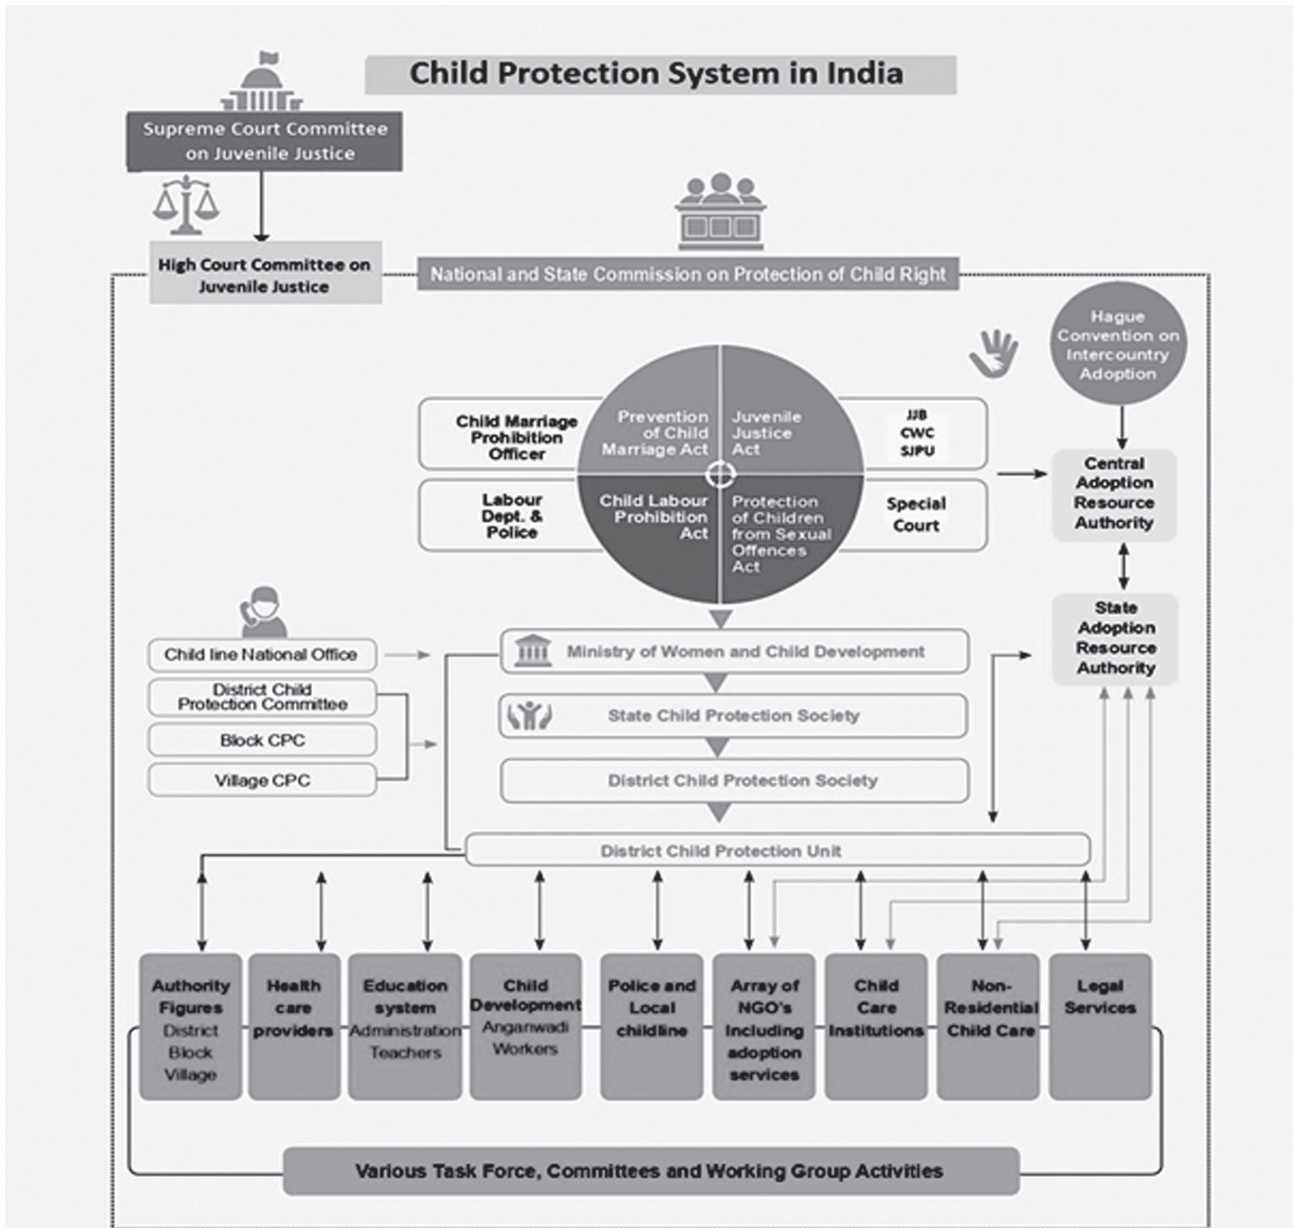 Child Protection System in India
Supreme Court Committee
on Juvenile Justice
High Court Committee on
Juvenile Justice
National and State Commission on Protection of Child Right
Hague
Convention on
Intercountry
Adoption
Child Marriage
Prohibition
Officer
Prevention
of Child
Marriage Act
Juvenile
Justice
Act
JJB
CWC
SJPU
Labour
Dept. &
Police
Child Labour
Prohibition
Act
Protection
of Children
from Sexual
Offences
Act
Special
Court
Central
Adoption
Resource
Authority
State
Adoption
Resource
Authority
Child line National Office
District Child
Protection Committee
Block CPC
Village CPC
Ministry of Women and Child Development
State Child Protection Society
District Child Protection Society
District Child Protection Unit
Authority
Figures
District
Block
Village
Health
care
providers
Education
system
Administration
Teachers
Child
Development
Anganwadi
Workers
Police and
Local
childline
Array of
NGO's
Including
adoption
services
Child
Care
Institutions
Non-
Residential
Child Care
Legal
Services
Various Task Force, Committees and Working Group Activities